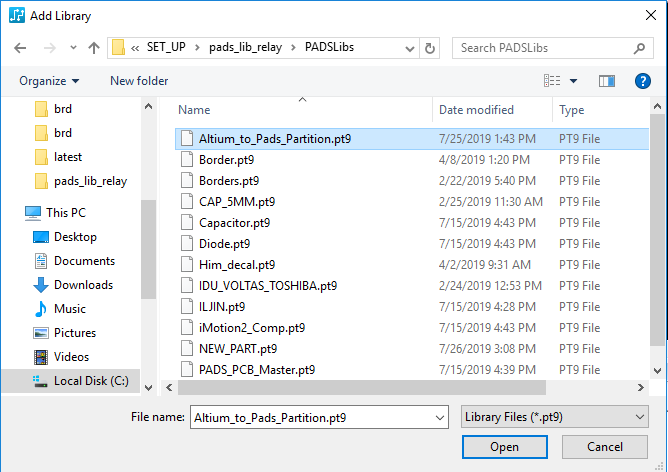 Add Library
« SET_UP > pads_lib_relay > PADSLibs
Search PADSLibs
Organize New folder
?
brd
brd
latest
pads_lib_relay
This PC
Desktop
Documents
Downloads
Music
Pictures
Videos
Local Disk (C:)
Name Date modified Type
Altium_to_Pads_Partition.pt9 7/25/2019 1:43 PM PT9 File
Border.pt9 4/8/2019 1:20 PM PT9 File
Borders.pt9 2/22/2019 5:40 PM PT9 File
CAP_5MM.pt9 2/25/2019 11:30 AM PT9 File
Capacitor.pt9 7/15/2019 4:43 PM PT9 File
Diode.pt9 7/15/2019 4:43 PM PT9 File
Him_decal.pt9 4/2/2019 9:31 AM PT9 File
IDU_VOLTAS_TOSHIBA.pt9 2/24/2019 12:53 PM PT9 File
ILJIN.pt9 7/15/2019 4:28 PM PT9 File
iMotion2_Comp.pt9 7/15/2019 4:43 PM PT9 File
NEW_PART.pt9 7/26/2019 3:08 PM PT9 File
PADS_PCB_Master.pt9 7/15/2019 4:39 PM PT9 File
File name: Altium_to_Pads_Partition.pt9 Library Files (*.pt9)
Open Cancel